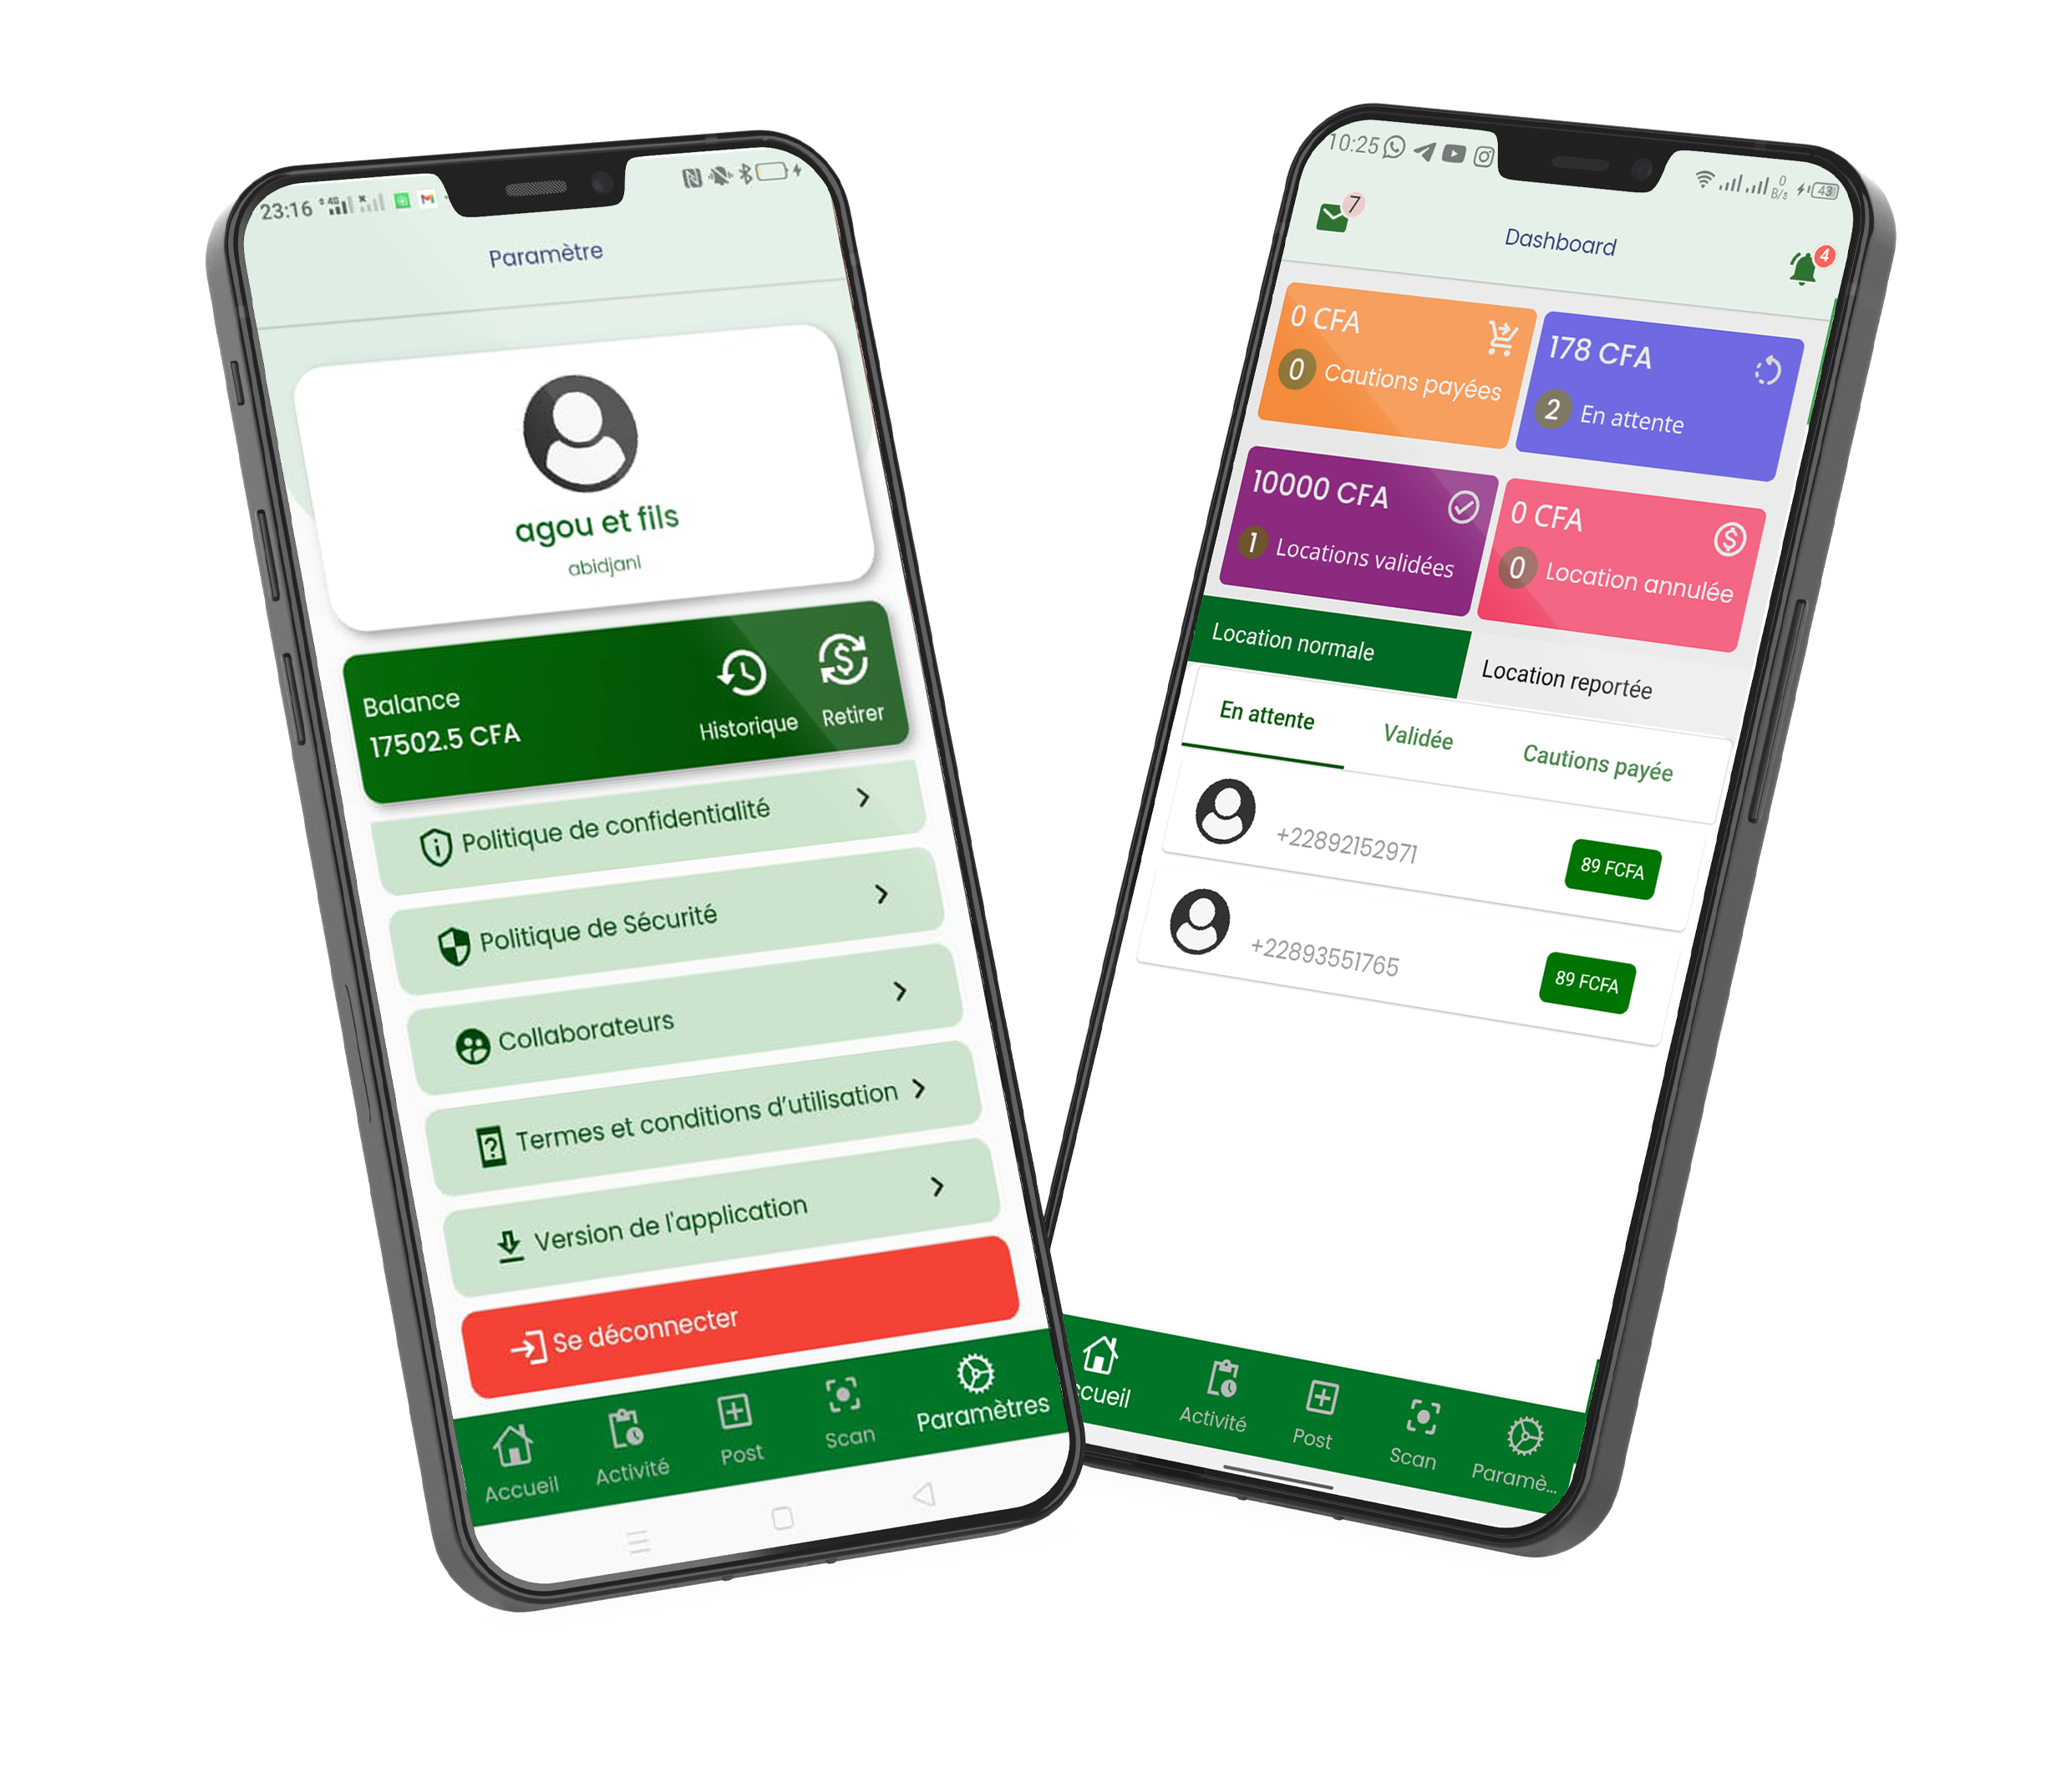 23:16
Paramètre
agou et fils
abidjanl
Balance
17502.5 CFA
Historique
Retirer
Politique de confidentialité
Politique de Sécurité
Collaborateurs
Termes et conditions d'utilisation
Version de l'application
Se déconnecter
Accueil
Activité
Post
Scan
Paramètres
10:25
0
B/s
43
7
Dashboard
4
0 CFA
0 Cautions payées
178 CFA
2 En attente
10000 CFA
1 Locations validées
0 CFA
0 Location annulée
Location normale
Location reportée
En attente
Validée
Cautions payée
+22892152971
89 FCFA
+22893551765
89 FCFA
ccueil
Activité
Post
Scan
Paramè...